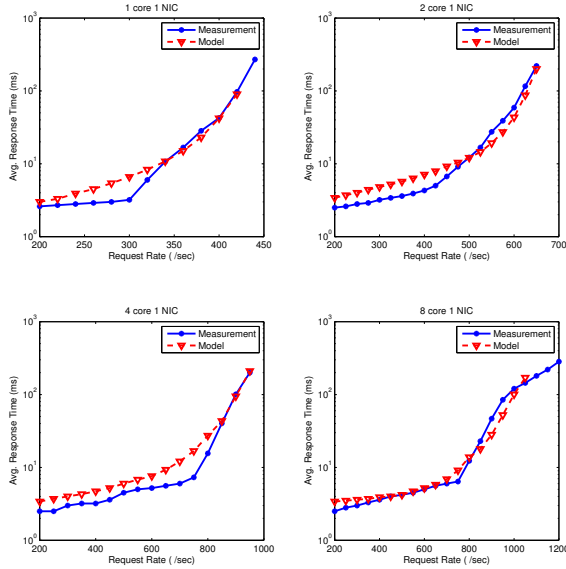 1 core 1 NIC
Avg. Response Time (ms)
10^3
10^2
10^1
10^0
200
250
300
350
400
450
Request Rate ( /sec)
Measurement
Model
2 core 1 NIC
Avg. Response Time (ms)
10^3
10^2
10^1
10^0
200
300
400
500
600
700
Request Rate ( /sec)
Measurement
Model
4 core 1 NIC
Avg. Response Time (ms)
10^3
10^2
10^1
10^0
200
400
600
800
1000
Request Rate ( /sec)
Measurement
Model
8 core 1 NIC
Avg. Response Time (ms)
10^3
10^2
10^1
10^0
200
300
400
500
600
700
800
900
1000
1100
1200
Request Rate ( /sec)
Measurement
Model